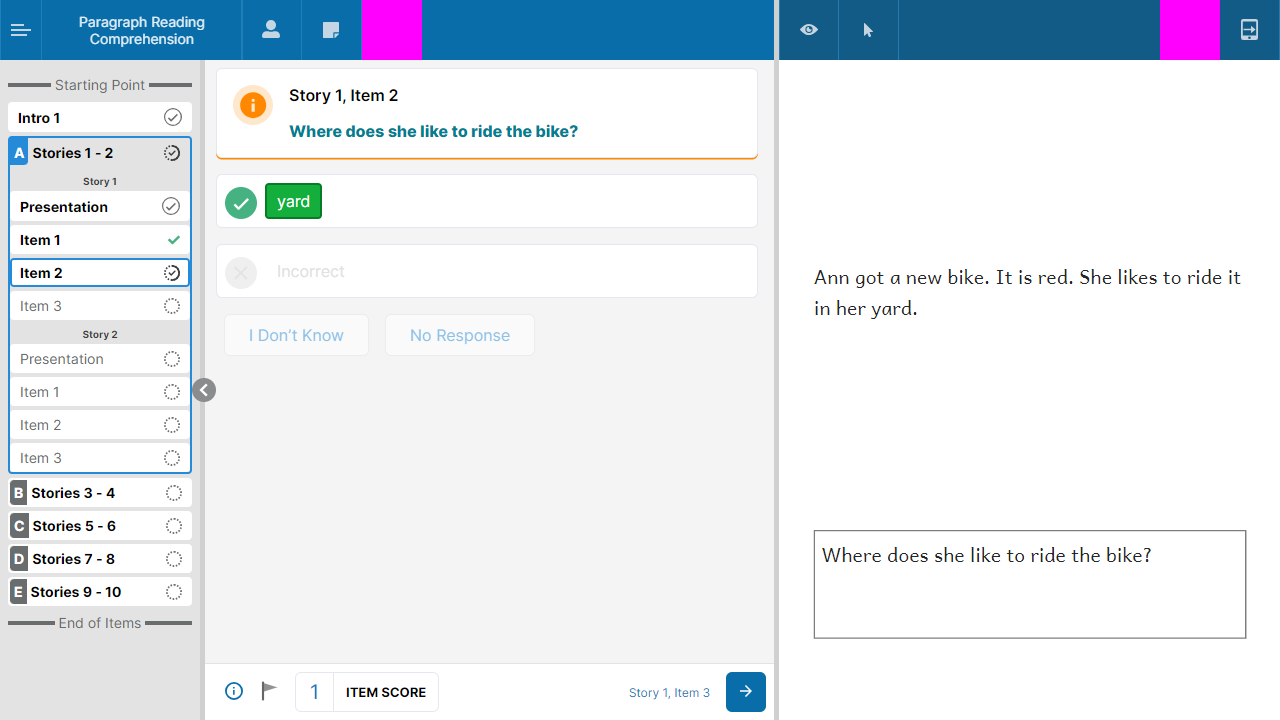 Paragraph Reading
Comprehension
Starting Point
Intro 1
A Stories 1 - 2
Story 1
Presentation
Item 1
Item 2
Item 3
Story 2
Presentation
Item 1
Item 2
Item 3
B Stories 3 - 4
C Stories 5 - 6
D Stories 7 - 8
E Stories 9 - 10
End of Items
Story 1, Item 2
Where does she like to ride the bike?
yard
Incorrect
I Don't Know
No Response
1 ITEM SCORE
Story 1, Item 3
Ann got a new bike. It is red. She likes to ride it
in her yard.
Where does she like to ride the bike?